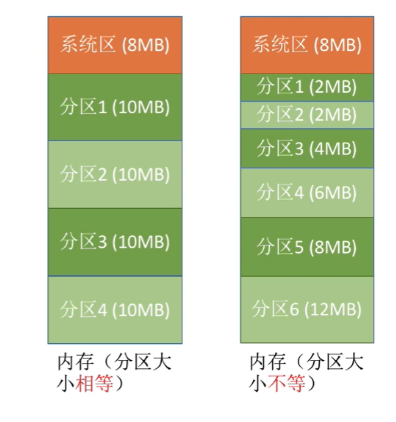 系统区 (8MB)
分区1 (10MB)
分区2 (10MB)
分区3 (10MB)
分区4 (10MB)
内存（分区大
小相等）
系统区 (8MB)
分区1 (2MB)
分区2 (2MB)
分区3 (4MB)
分区4 (6MB)
分区5 (8MB)
分区6 (12MB)
内存（分区大
小不等）